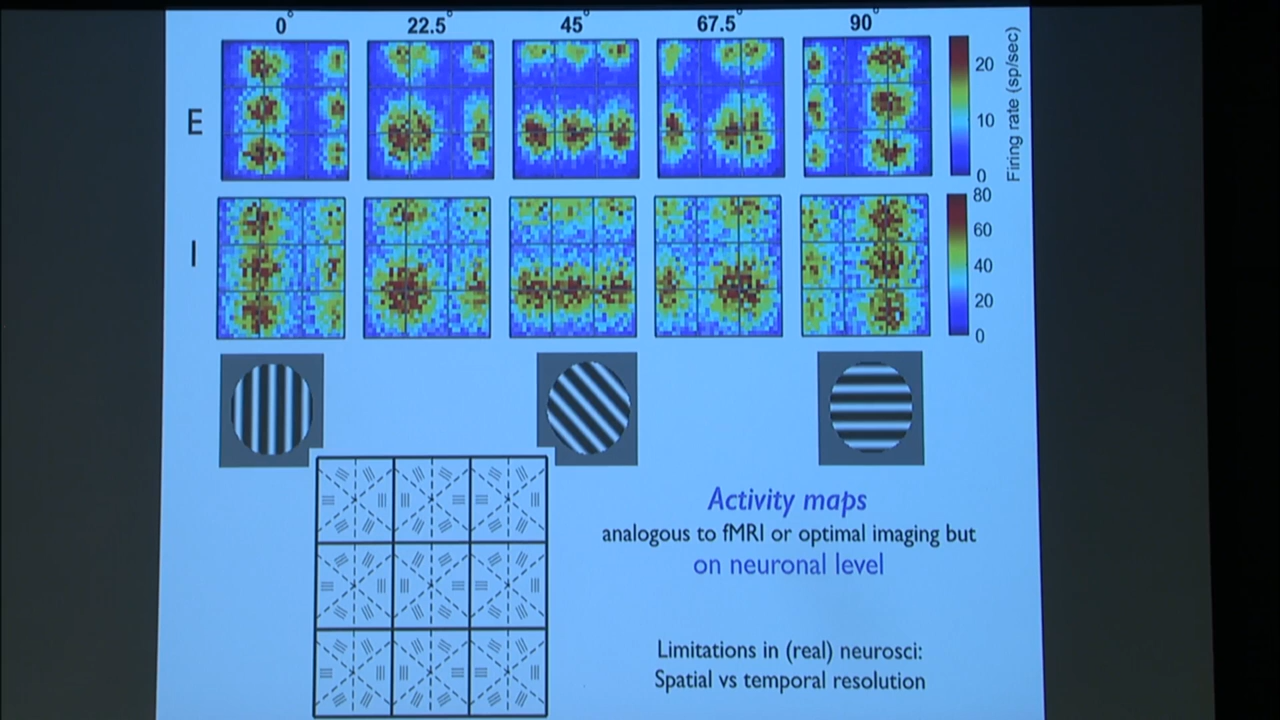 0° 22.5° 45° 67.5° 90°
E
20
10
0
Firing rate (sp/sec)
I
80
60
40
20
0
Activity maps
analogous to fMRI or optimal imaging but
on neuronal level
Limitations in (real) neurosci:
Spatial vs temporal resolution